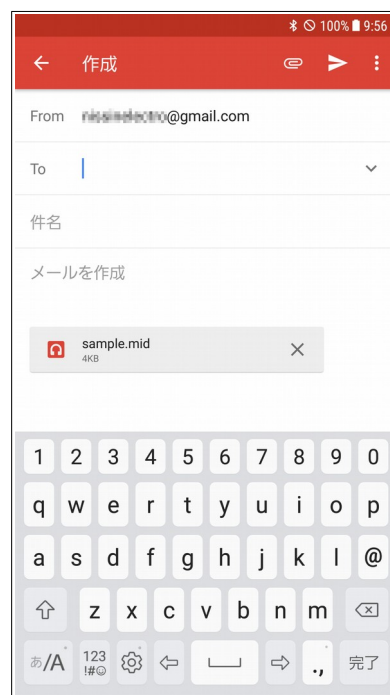 100% 9:56
作成
From @gmail.com
To
件名
メールを作成
sample.mid
4KB
1 2 3 4 5 6 7 8 9 0
q w e r t y u i o p
a s d f g h j k l @
z x c v b n m
あ/A 123 !#☺ ., 完了